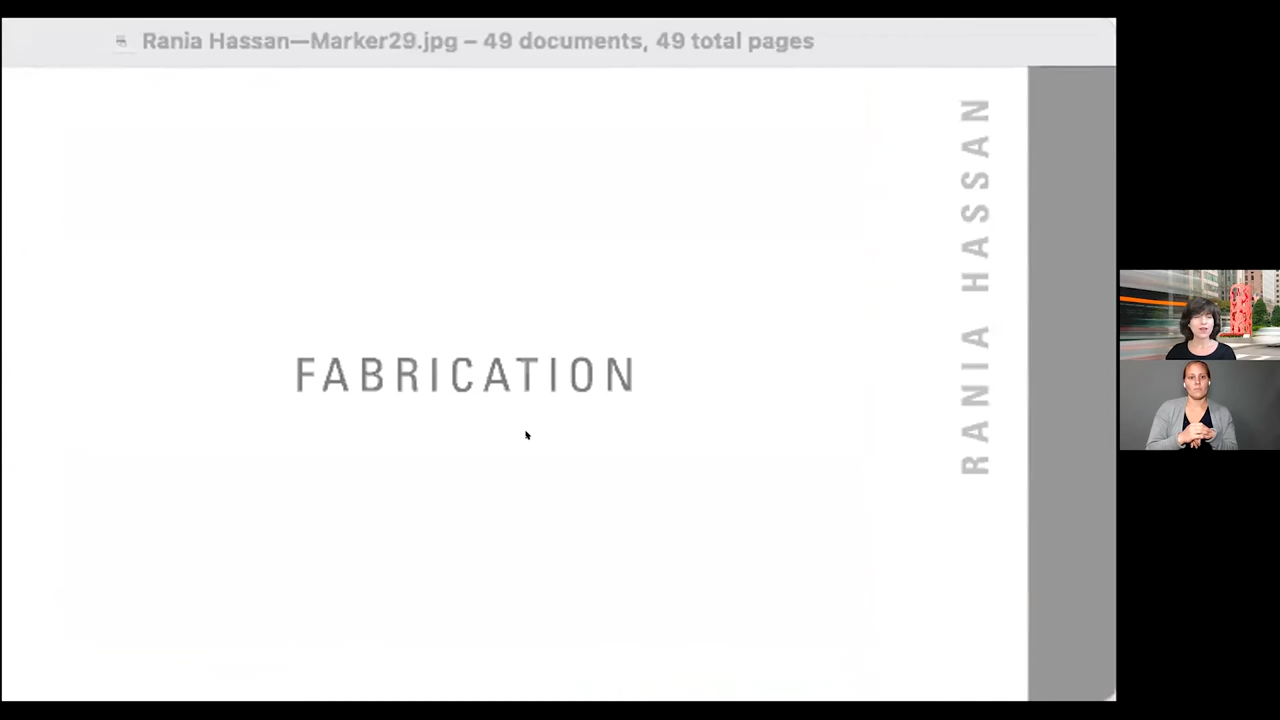 Rania Hassan—Marker29.jpg – 49 documents, 49 total pages
FABRICATION
RANIA HASSAN